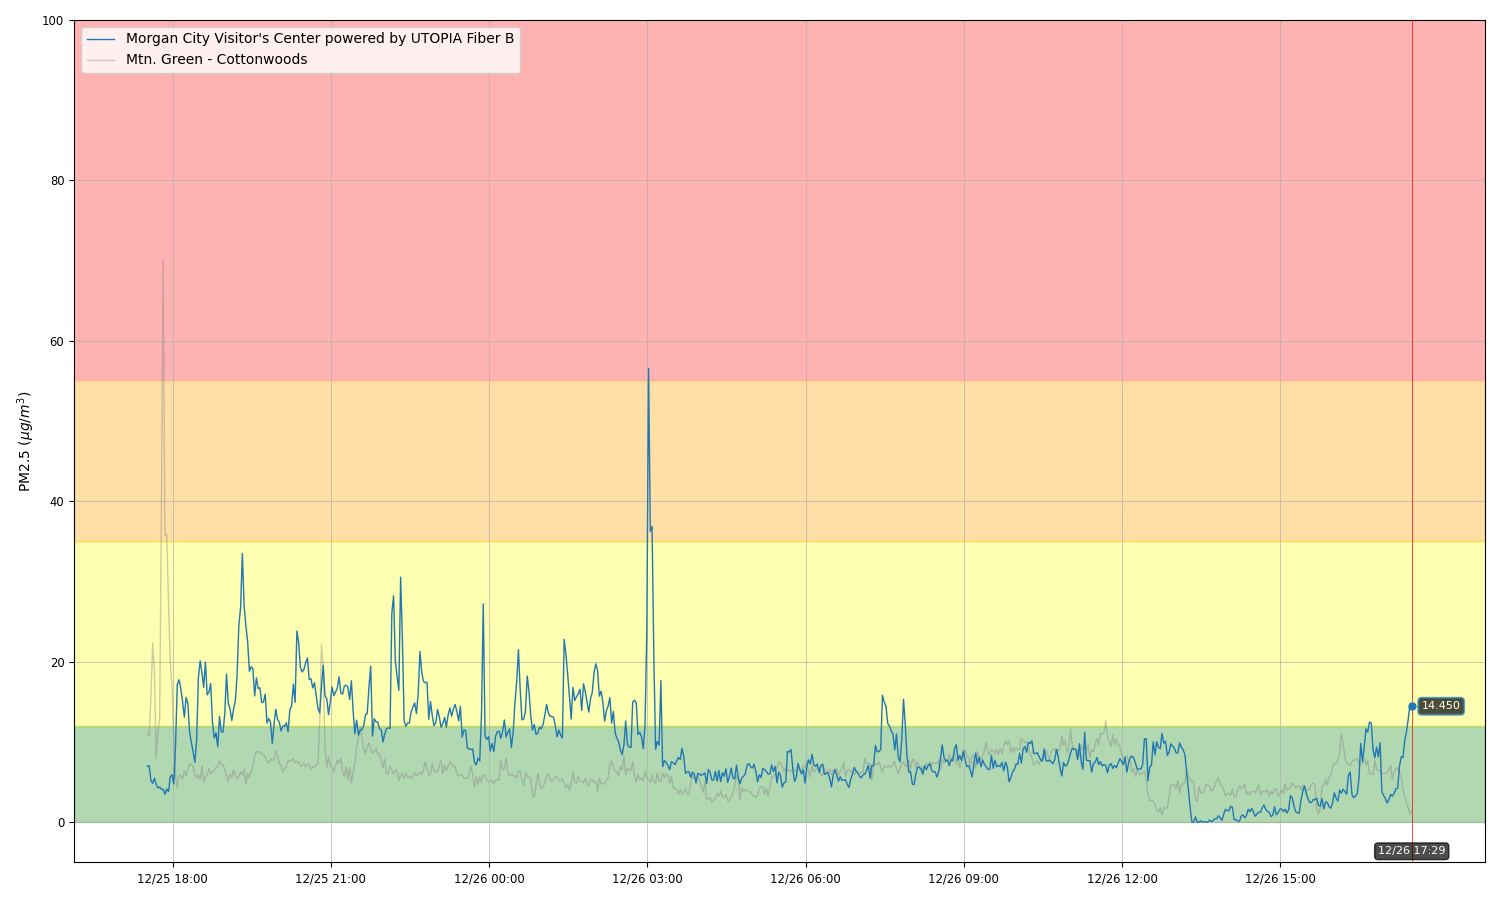 100
Morgan City Visitor's Center powered by UTOPIA Fiber B
Mtn. Green - Cottonwoods
80
60
PM2.5 (μg/m³)
40
20
14.450
0
12/26 17:29
12/25 18:00 12/25 21:00 12/26 00:00 12/26 03:00 12/26 06:00 12/26 09:00 12/26 12:00 12/26 15:00